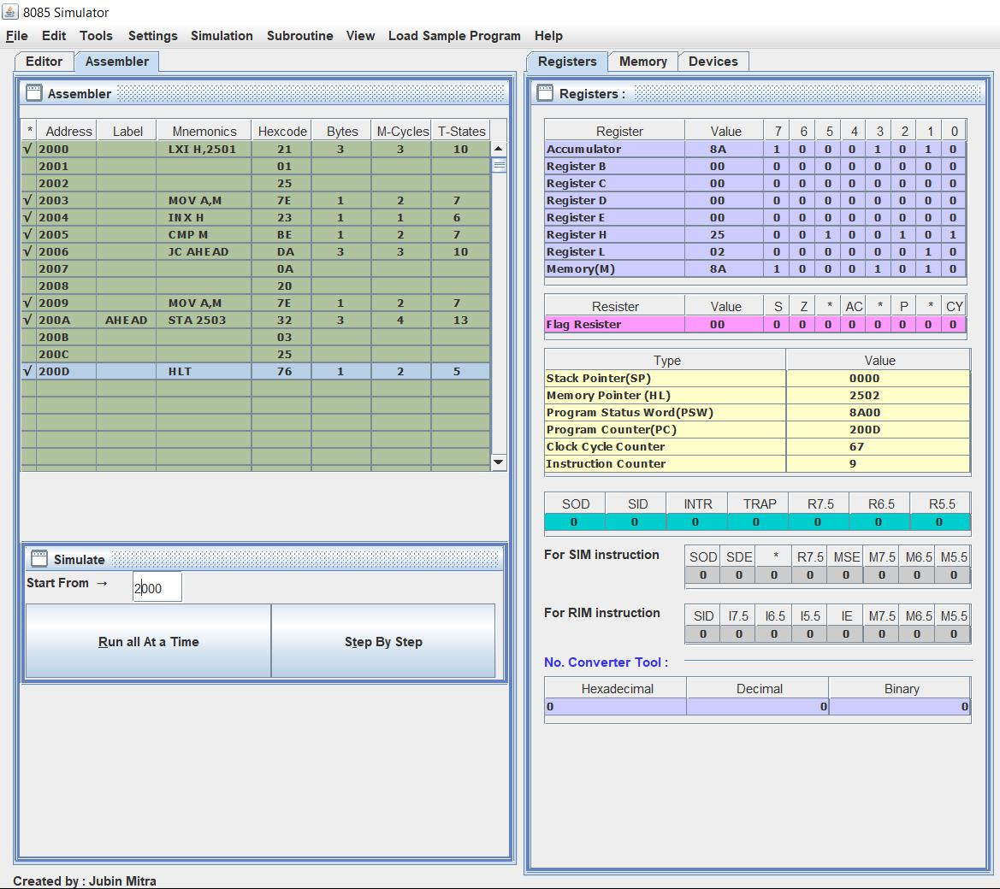 8085 Simulator
File Edit Tools Settings Simulation Subroutine View Load Sample Program Help
Editor Assembler
Assembler
* Address Label Mnemonics Hexcode Bytes M-Cycles T-States
√ 2000 LXI H,2501 21 3 3 10
2001 01
2002 25
√ 2003 MOV A,M 7E 1 2 7
√ 2004 INX H 23 1 1 6
√ 2005 CMP M BE 1 2 7
√ 2006 JC AHEAD DA 3 3 10
2007 0A
2008 20
√ 2009 MOV A,M 7E 1 2 7
√ 200A AHEAD STA 2503 32 3 4 13
200B 03
200C 25
√ 200D HLT 76 1 2 5
Simulate
Start From → 2000
Run all At a Time Step By Step
Created by : Jubin Mitra
Registers Memory Devices
Registers :
Register Value 7 6 5 4 3 2 1 0
Accumulator 8A 1 0 0 0 1 0 1 0
Register B 00 0 0 0 0 0 0 0 0
Register C 00 0 0 0 0 0 0 0 0
Register D 00 0 0 0 0 0 0 0 0
Register E 00 0 0 0 0 0 0 0 0
Register H 25 0 0 1 0 0 1 0 1
Register L 02 0 0 0 0 0 0 1 0
Memory(M) 8A 1 0 0 0 1 0 1 0
Resister Value S Z * AC * P * CY
Flag Resister 00 0 0 0 0 0 0 0 0
Type Value
Stack Pointer(SP) 0000
Memory Pointer (HL) 2502
Program Status Word(PSW) 8A00
Program Counter(PC) 200D
Clock Cycle Counter 67
Instruction Counter 9
SOD SID INTR TRAP R7.5 R6.5 R5.5
0 0 0 0 0 0 0
For SIM instruction
SOD SDE * R7.5 MSE M7.5 M6.5 M5.5
0 0 0 0 0 0 0 0
For RIM instruction
SID I7.5 I6.5 I5.5 IE M7.5 M6.5 M5.5
0 0 0 0 0 0 0 0
No. Converter Tool :
Hexadecimal Decimal Binary
0 0 0